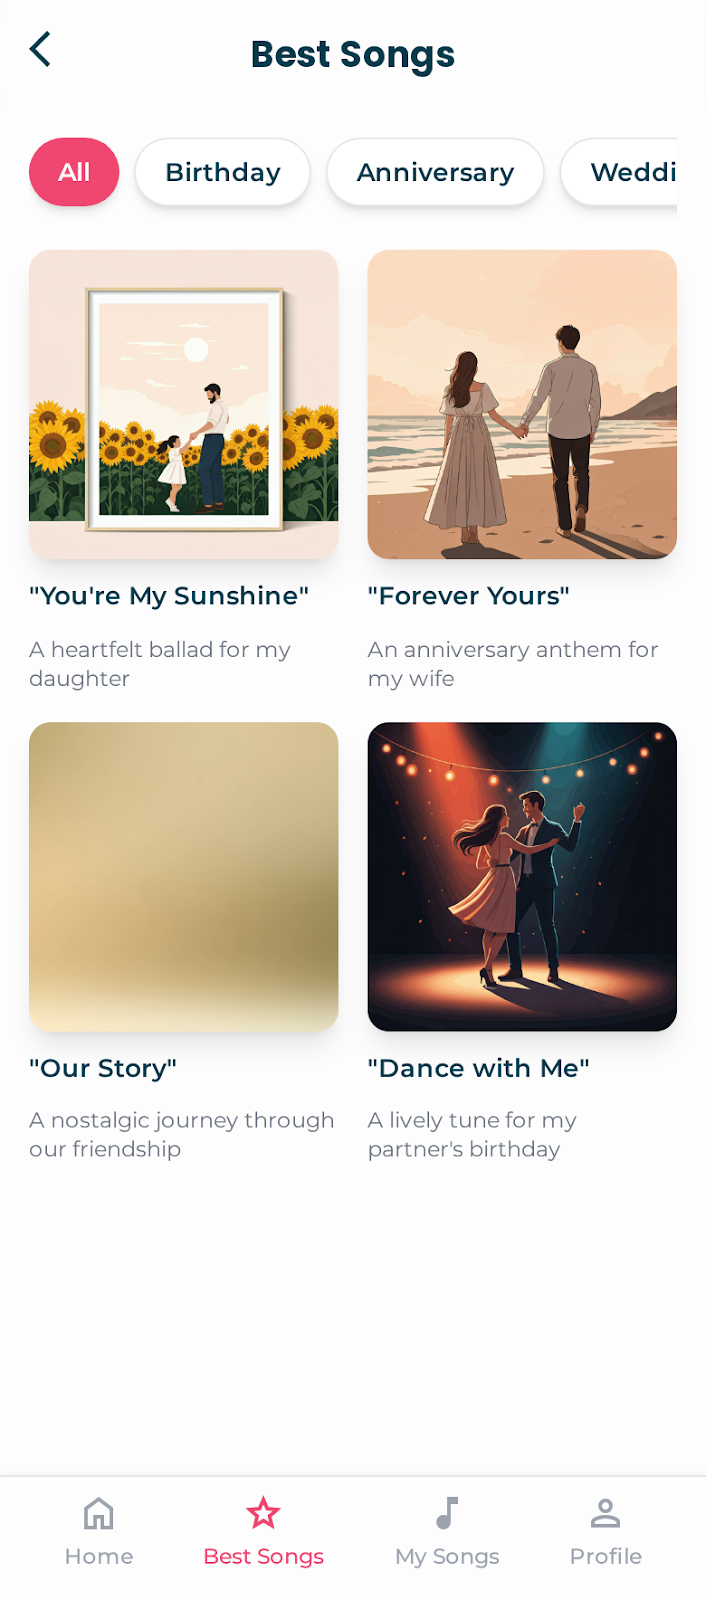 Best Songs
All
Birthday
Anniversary
Weddi
"You're My Sunshine"
A heartfelt ballad for my
daughter
"Forever Yours"
An anniversary anthem for
my wife
"Our Story"
A nostalgic journey through
our friendship
"Dance with Me"
A lively tune for my
partner's birthday
Home
Best Songs
My Songs
Profile